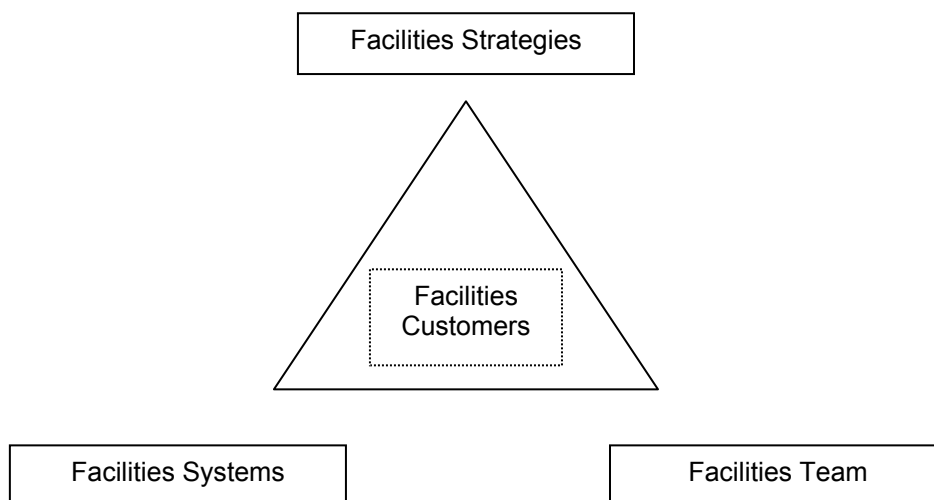 Facilities Strategies
Facilities
Customers
Facilities Systems
Facilities Team